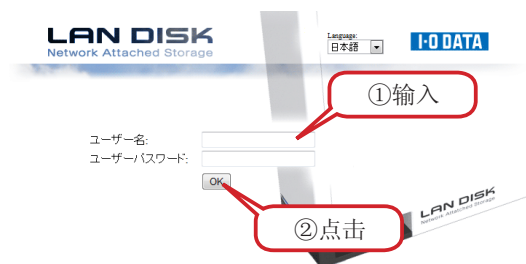 LAN DISK
Network Attached Storage
Language:
日本語
I-O DATA
①输入
ユーザー名:
ユーザーパスワード:
OK
②点击
LAN DISK
Network Attached Storage